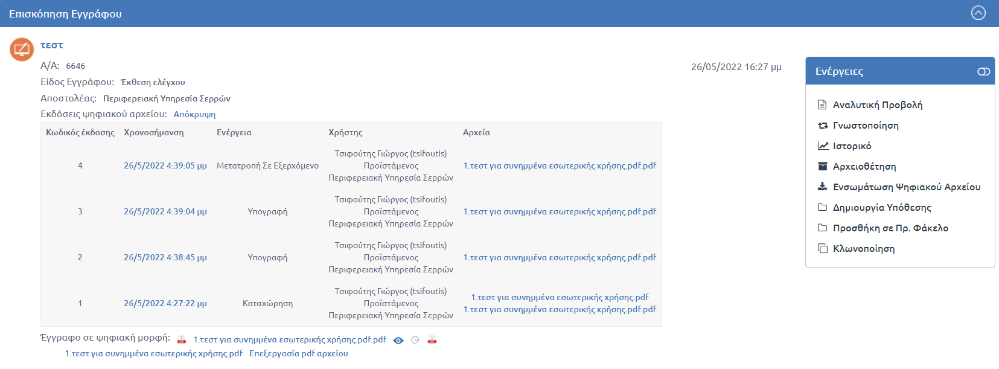 Επισκόπηση Εγγράφου
τεστ
Α/Α: 6646
26/05/2022 16:27 μμ
Είδος Εγγράφου: Έκθεση ελέγχου
Αποστολέας: Περιφερειακή Υπηρεσία Σερρών
Εκδόσεις ψηφιακού αρχείου: Απόκρυψη
Κωδικός έκδοσης Χρονοσήμανση Ενέργεια Χρήστης Αρχεία
Τσιφούτης Γιώργος (tsifoutis)
4 26/5/2022 4:39:05 μμ Μετατροπή Σε Εξερχόμενο Προϊστάμενος 1.τεστ για συνημμένα εσωτερικής χρήσης.pdf.pdf
Περιφερειακή Υπηρεσία Σερρών
Τσιφούτης Γιώργος (tsifoutis)
3 26/5/2022 4:39:04 μμ Υπογραφή Προϊστάμενος 1.τεστ για συνημμένα εσωτερικής χρήσης.pdf.pdf
Περιφερειακή Υπηρεσία Σερρών
Τσιφούτης Γιώργος (tsifoutis)
2 26/5/2022 4:38:45 μμ Υπογραφή Προϊστάμενος 1.τεστ για συνημμένα εσωτερικής χρήσης.pdf.pdf
Περιφερειακή Υπηρεσία Σερρών
Τσιφούτης Γιώργος (tsifoutis)
1.τεστ για συνημμένα εσωτερικής χρήσης.pdf
1 26/5/2022 4:27:22 μμ Καταχώρηση Προϊστάμενος
1.τεστ για συνημμένα εσωτερικής χρήσης.pdf.pdf
Περιφερειακή Υπηρεσία Σερρών
Έγγραφο σε ψηφιακή μορφή: 1.τεστ για συνημμένα εσωτερικής χρήσης.pdf.pdf
1.τεστ για συνημμένα εσωτερικής χρήσης.pdf Επεξεργασία pdf αρχείου
Ενέργειες
Αναλυτική Προβολή
Γνωστοποίηση
Ιστορικό
Αρχειοθέτηση
Ενσωμάτωση Ψηφιακού Αρχείου
Δημιουργία Υπόθεσης
Προσθήκη σε Πρ. Φάκελο
Κλωνοποίηση